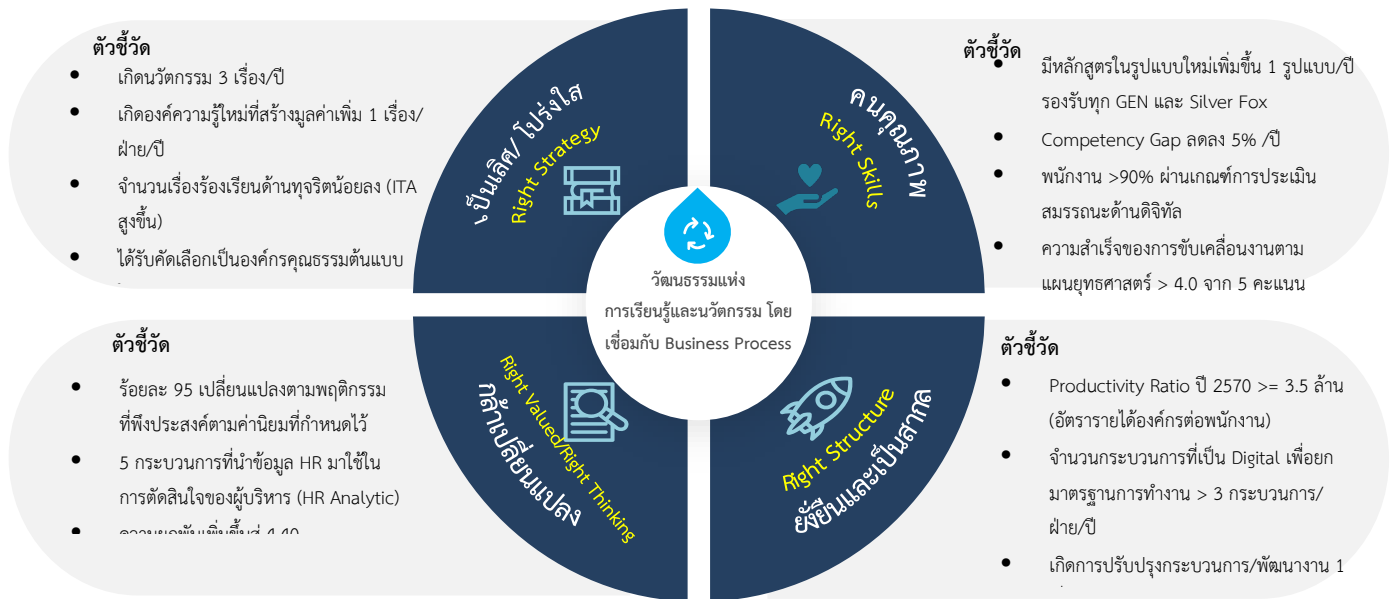 ตัวชี้วัด
เกิดนวัตกรรม 3 เรื่อง/ปี
เกิดองค์ความรู้ใหม่ที่สร้างมูลค่าเพิ่ม 1 เรื่อง/
ฝ่าย/ปี
จำนวนเรื่องร้องเรียนด้านทุจริตน้อยลง (ITA
สูงขึ้น)
ได้รับคัดเลือกเป็นองค์กรคุณธรรมต้นแบบ
เป็นเลิศ/ โปร่งใส
Right Strategy
คนคุณภาพ
Right Skills
ตัวชี้วัด
มีหลักสูตรในรูปแบบใหม่เพิ่มขึ้น 1 รูปแบบ/ปี
รองรับทุก GEN และ Silver Fox
Competency Gap ลดลง 5% /ปี
พนักงาน >90% ผ่านเกณฑ์การประเมิน
สมรรถนะด้านดิจิทัล
ความสำเร็จของการขับเคลื่อนงานตาม
แผนยุทธศาสตร์ > 4.0 จาก 5 คะแนน
วัฒนธรรมแห่ง
การเรียนรู้และนวัตกรรม โดย
เชื่อมกับ Business Process
ตัวชี้วัด
ร้อยละ 95 เปลี่ยนแปลงตามพฤติกรรม
ที่พึงประสงค์ตามค่านิยมที่กำหนดไว้
5 กระบวนการที่นำข้อมูล HR มาใช้ใน
การตัดสินใจของผู้บริหาร (HR Analytic)
ความผูกพันเพิ่มขึ้นสู่ 4.40
Right Valued/Right Thinking
กล้าเปลี่ยนแปลง
Right Structure
ยั่งยืนและเป็นสากล
ตัวชี้วัด
Productivity Ratio ปี 2570 >= 3.5 ล้าน
(อัตรารายได้องค์กรต่อพนักงาน)
จำนวนกระบวนการที่เป็น Digital เพื่อยก
มาตรฐานการทำงาน > 3 กระบวนการ/
ฝ่าย/ปี
เกิดการปรับปรุงกระบวนการ/พัฒนางาน 1